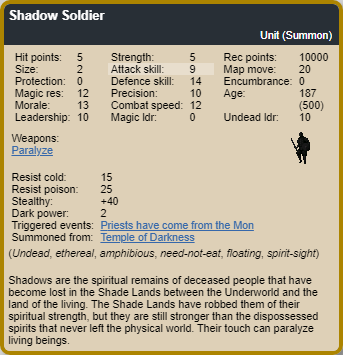 Shadow Soldier
Unit (Summon)
Hit points: 5 Strength: 5 Rec points: 10000
Size: 2 Attack skill: 9 Map move: 20
Protection: 0 Defence skill: 14 Encumbrance: 0
Magic res: 12 Precision: 10 Age: 187
Morale: 13 Combat speed: 12 (500)
Leadership: 10 Magic ldr: 0 Undead ldr: 10
Weapons:
Paralyze
Resist cold: 15
Resist poison: 25
Stealthy: +40
Dark power: 2
Triggered events: Priests have come from the Mon
Summoned from: Temple of Darkness
(Undead, ethereal, amphibious, need-not-eat, floating, spirit-sight)
Shadows are the spiritual remains of deceased people that have
become lost in the Shade Lands between the Underworld and the
land of the living. The Shade Lands have robbed them of their
spiritual strength, but they are still stronger than the dispossessed
spirits that never left the physical world. Their touch can paralyze
living beings.